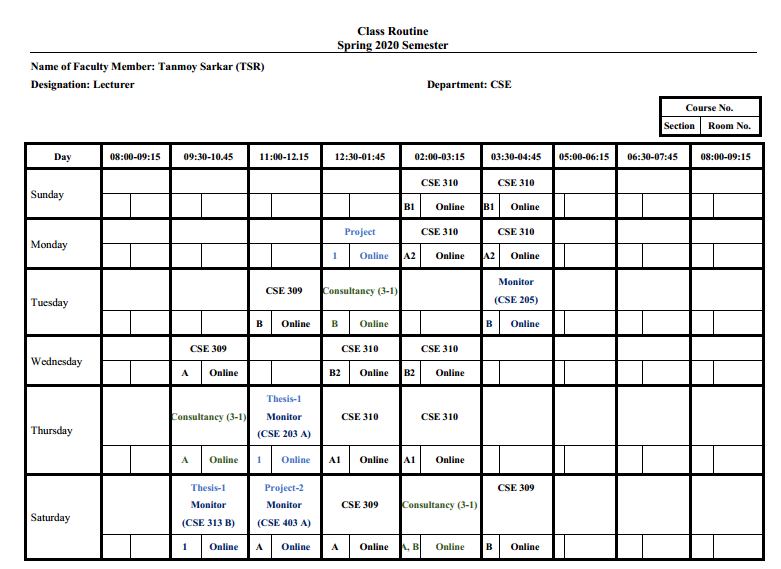 Class Routine
Spring 2020 Semester
Name of Faculty Member: Tanmoy Sarkar (TSR)
Designation: Lecturer Department: CSE
Course No.
Section Room No.
Day 08:00-09:15 09:30-10.45 11:00-12.15 12:30-01:45 02:00-03:15 03:30-04:45 05:00-06:15 06:30-07:45 08:00-09:15
Sunday
CSE 310 CSE 310
B1 Online B1 Online
Monday
Project CSE 310 CSE 310
1 Online A2 Online A2 Online
Tuesday
CSE 309 Consultancy (3-1) Monitor
(CSE 205)
B Online B Online B Online
Wednesday
CSE 309 CSE 310 CSE 310
A Online B2 Online B2 Online
Thursday
Consultancy (3-1) Thesis-1
Monitor
(CSE 203 A)
CSE 310 CSE 310
A Online 1 Online A1 Online A1 Online
Saturday
Thesis-1
Monitor
(CSE 313 B)
Project-2
Monitor
(CSE 403 A)
CSE 309 Consultancy (3-1) CSE 309
1 Online A Online A Online A, B Online B Online